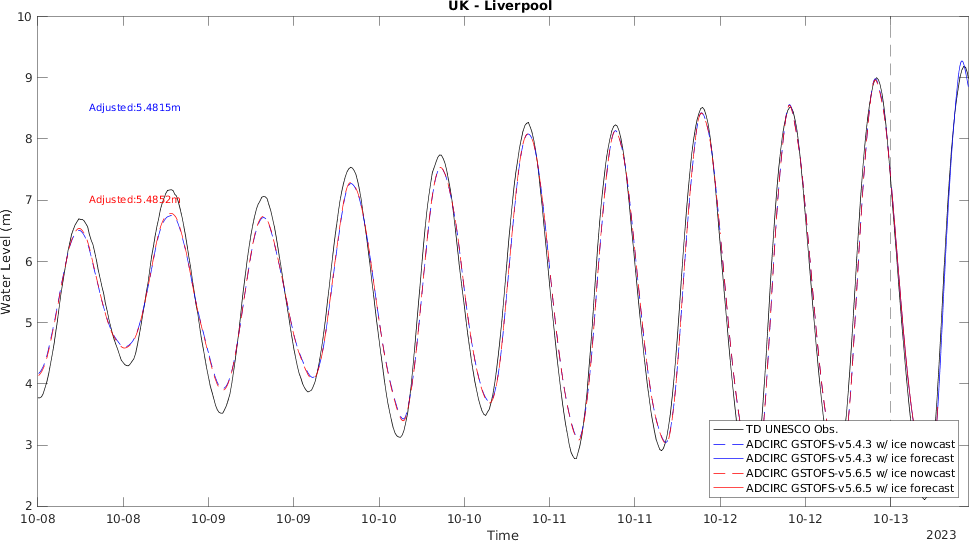 UK - Liverpool
10
9
8
7
6
5
4
3
2
Water Level (m)
Adjusted:5.4815m
Adjusted:5.4852m
TD UNESCO Obs.
ADCIRC GSTOFS-v5.4.3 w/ ice nowcast
ADCIRC GSTOFS-v5.4.3 w/ ice forecast
ADCIRC GSTOFS-v5.6.5 w/ ice nowcast
ADCIRC GSTOFS-v5.6.5 w/ ice forecast
10-08 10-08 10-09 10-09 10-10 10-10 10-11 10-11 10-12 10-12 10-13
Time
2023